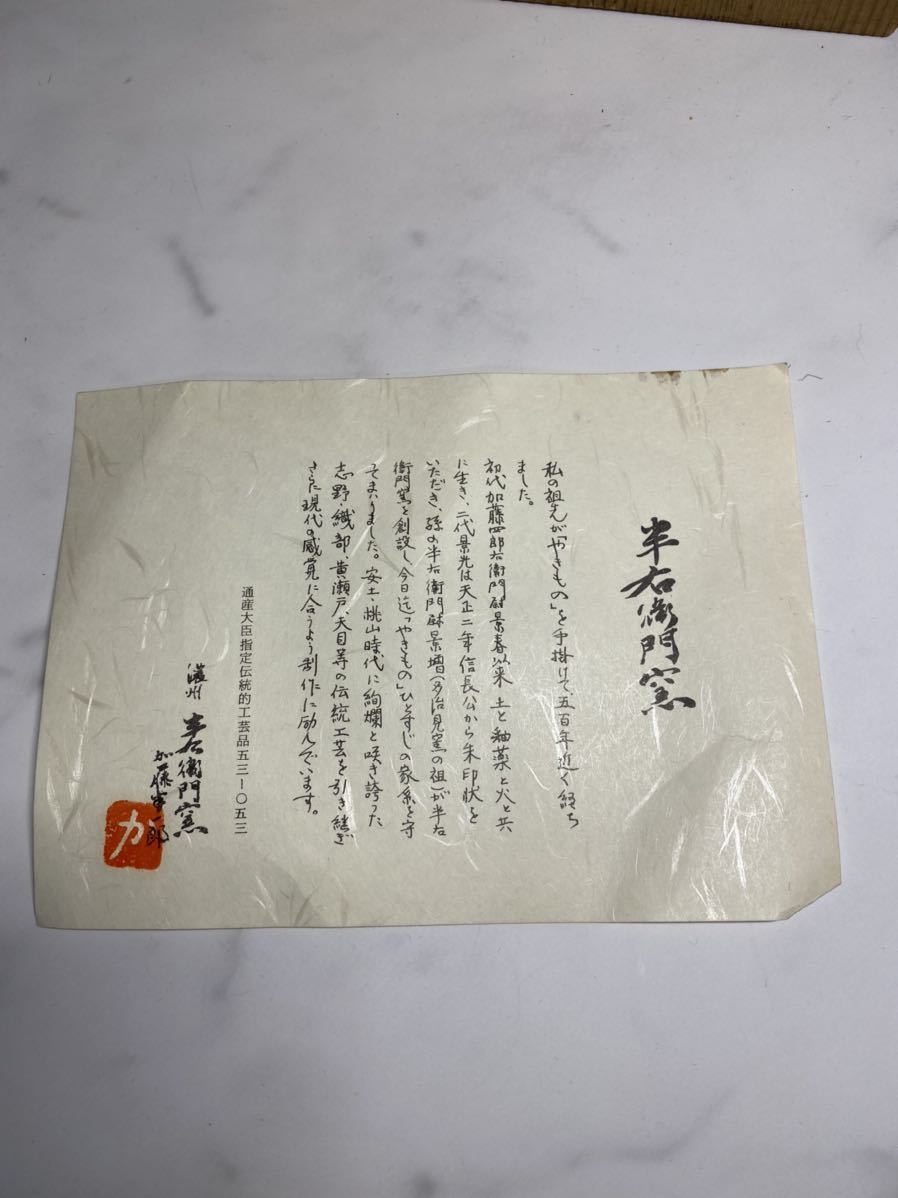 半右衛門窯
私の祖先が「やきもの」を手掛けて、五百年近く経ち
ました。
初代加藤四郎右衛門尉景春以来 土と釉薬と火と共
に生き、二代景光は天正二年信長公から朱印状を
いただき、孫の半右衛門尉景増(多治見窯の祖)が半右
衛門窯を創設し、今日迄「やきもの」ひとすじの家系を守
てまいりました。安土・桃山時代に絢爛と咲き誇った
志野・織部、黄瀬戸、天目等の伝統工芸を引き継ぎ
さらに現代の感覚に合うよう制作に励んでいます。
通産大臣指定伝統的工芸品五三ー〇五三
濃州 半右衛門窯
加藤
郎
カ